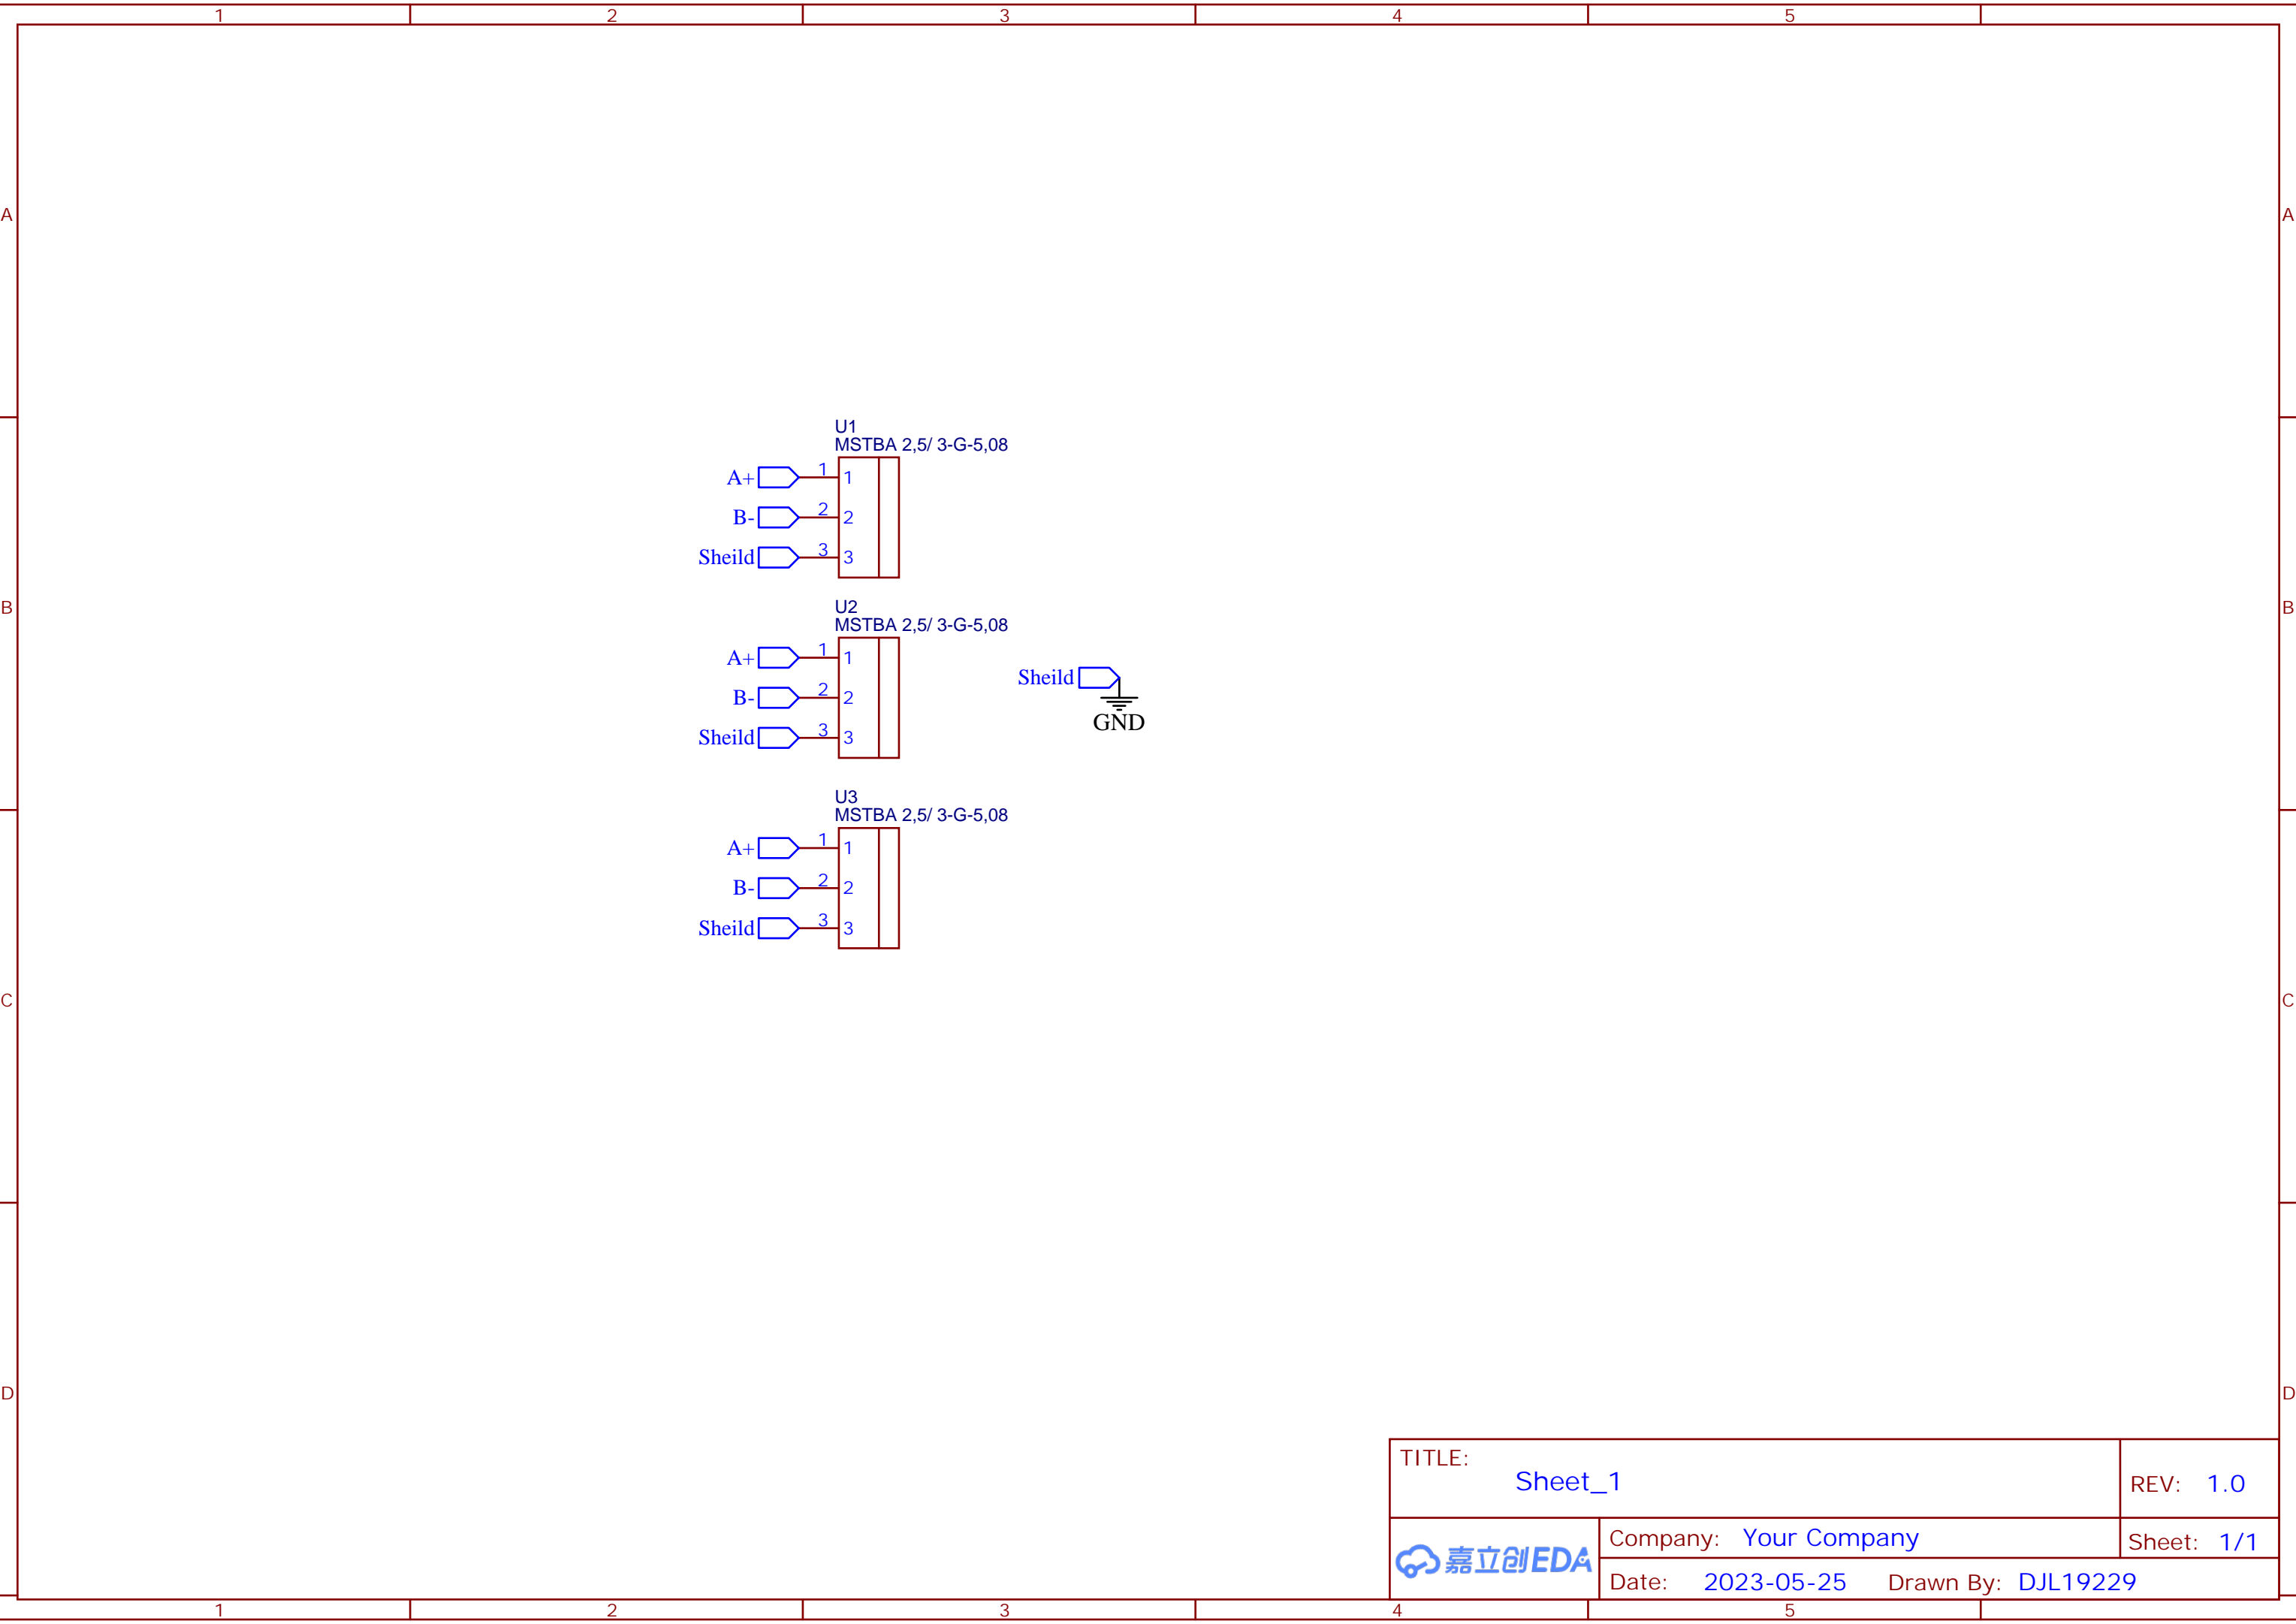 1 2 3 4 5
A A
U1
MSTBA 2,5/ 3-G-5,08
A+ 1 1
B- 2 2
Sheild 3 3
B B
U2
MSTBA 2,5/ 3-G-5,08
A+ 1 1
B- 2 2
Sheild 3 3
Sheild
GND
U3
MSTBA 2,5/ 3-G-5,08
A+ 1 1
B- 2 2
Sheild 3 3
C C
D D
TITLE:
Sheet_1
REV: 1.0
嘉立创EDA
Company: Your Company
Sheet: 1/1
Date: 2023-05-25 Drawn By: DJL19229
1 2 3 4 5